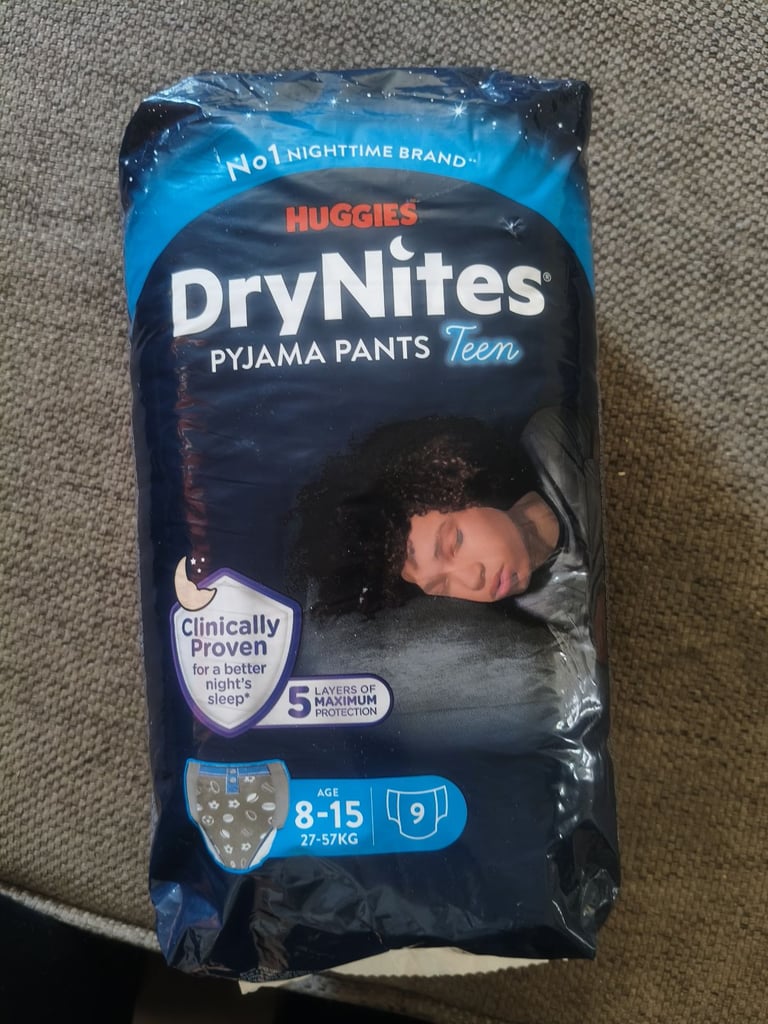 No1 NIGHTTIME BRAND**
HUGGIES
DryNites®
PYJAMA PANTS Teen
Clinically
Proven
for a better
night's
sleep*
5 LAYERS OF
MAXIMUM
PROTECTION
AGE
8-15
27-57KG
9